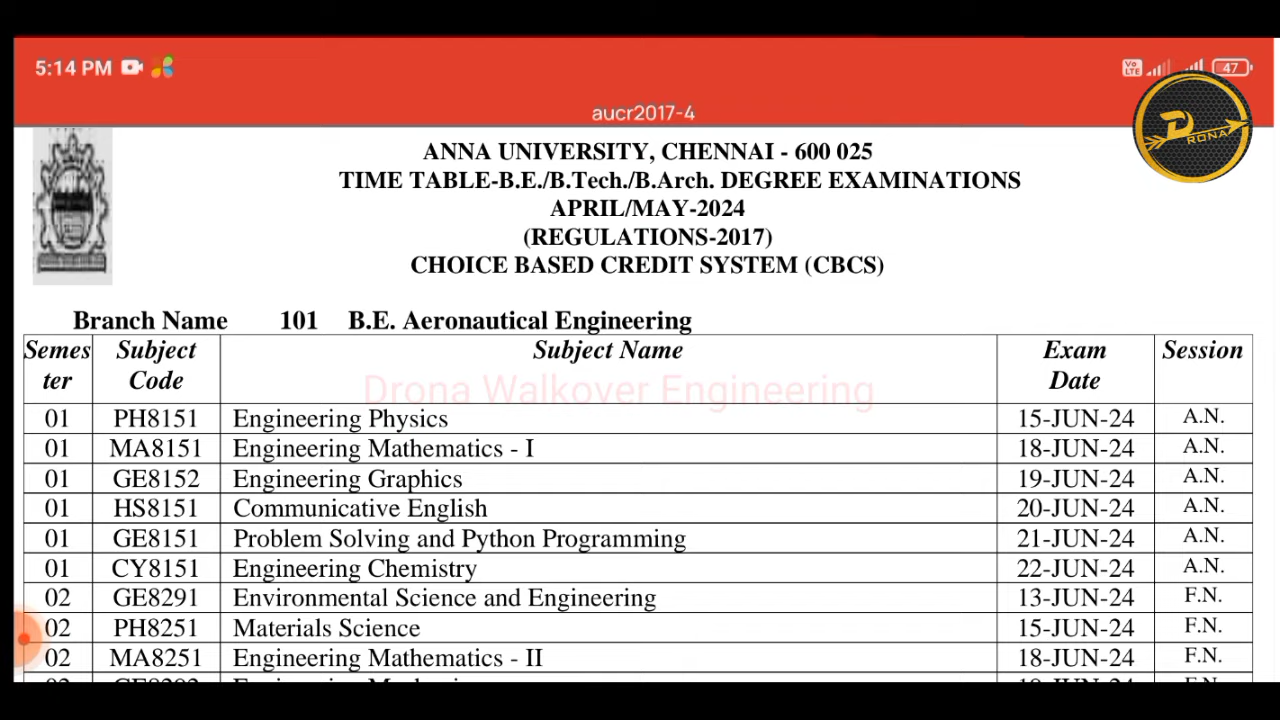 5:14 PM
Vo LTE
47
aucr2017-4
D
RONA
ANNA UNIVERSITY, CHENNAI - 600 025
TIME TABLE-B.E./B.Tech./B.Arch. DEGREE EXAMINATIONS
APRIL/MAY-2024
(REGULATIONS-2017)
CHOICE BASED CREDIT SYSTEM (CBCS)
Branch Name 101 B.E. Aeronautical Engineering
Semester Subject Code Subject Name Exam Date Session
Drona Walkover Engineering
01 PH8151 Engineering Physics 15-JUN-24 A.N.
01 MA8151 Engineering Mathematics - I 18-JUN-24 A.N.
01 GE8152 Engineering Graphics 19-JUN-24 A.N.
01 HS8151 Communicative English 20-JUN-24 A.N.
01 GE8151 Problem Solving and Python Programming 21-JUN-24 A.N.
01 CY8151 Engineering Chemistry 22-JUN-24 A.N.
02 GE8291 Environmental Science and Engineering 13-JUN-24 F.N.
02 PH8251 Materials Science 15-JUN-24 F.N.
02 MA8251 Engineering Mathematics - II 18-JUN-24 F.N.